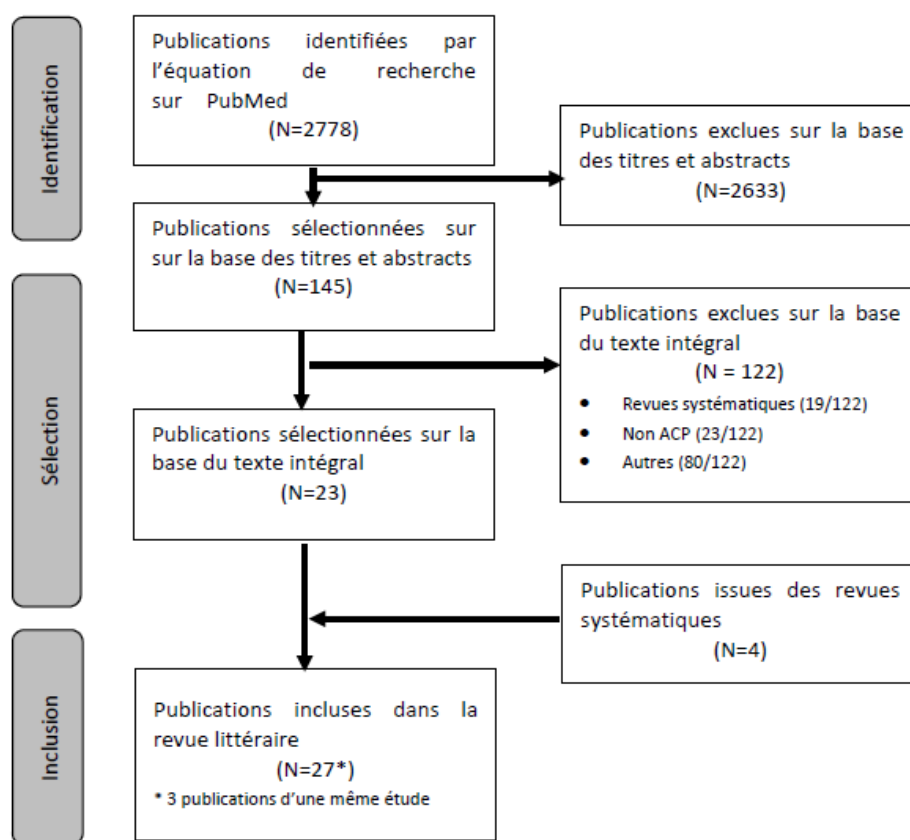 Identification
Publications identifiées par
l'équation de recherche
sur PubMed
(N=2778)
Publications exclues sur la base
des titres et abstracts
(N=2633)
Publications sélectionnées sur
sur la base des titres et abstracts
(N=145)
Sélection
Publications exclues sur la base
du texte intégral
(N = 122)
• Revues systématiques (19/122)
• Non ACP (23/122)
• Autres (80/122)
Publications sélectionnées sur la
base du texte intégral
(N=23)
Publications issues des revues
systématiques
(N=4)
Inclusion
Publications incluses dans la
revue littéraire
(N=27*)
* 3 publications d'une même étude